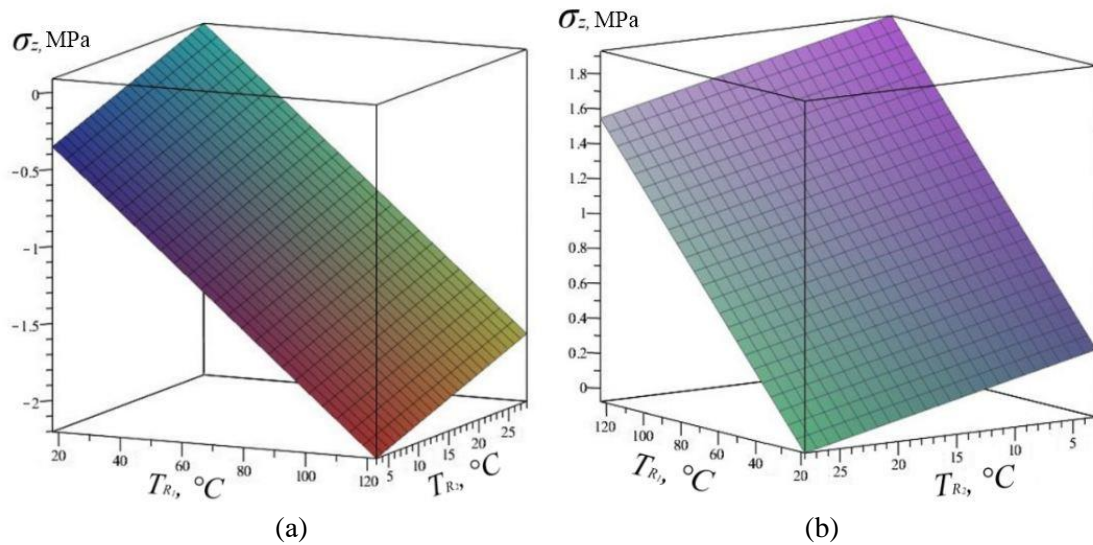 σz, MPa
0
−0.5
−1
−1.5
−2
20 40 60 80 100 120
5 10 15 20 25
TR₁, °C
TR₂, °C
(a)
σz, MPa
1.8
1.6
1.4
1.2
1
0.8
0.6
0.4
0.2
0
120 100 80 60 40 20
25 20 15 10 5
TR₁, °C
TR₂, °C
(b)